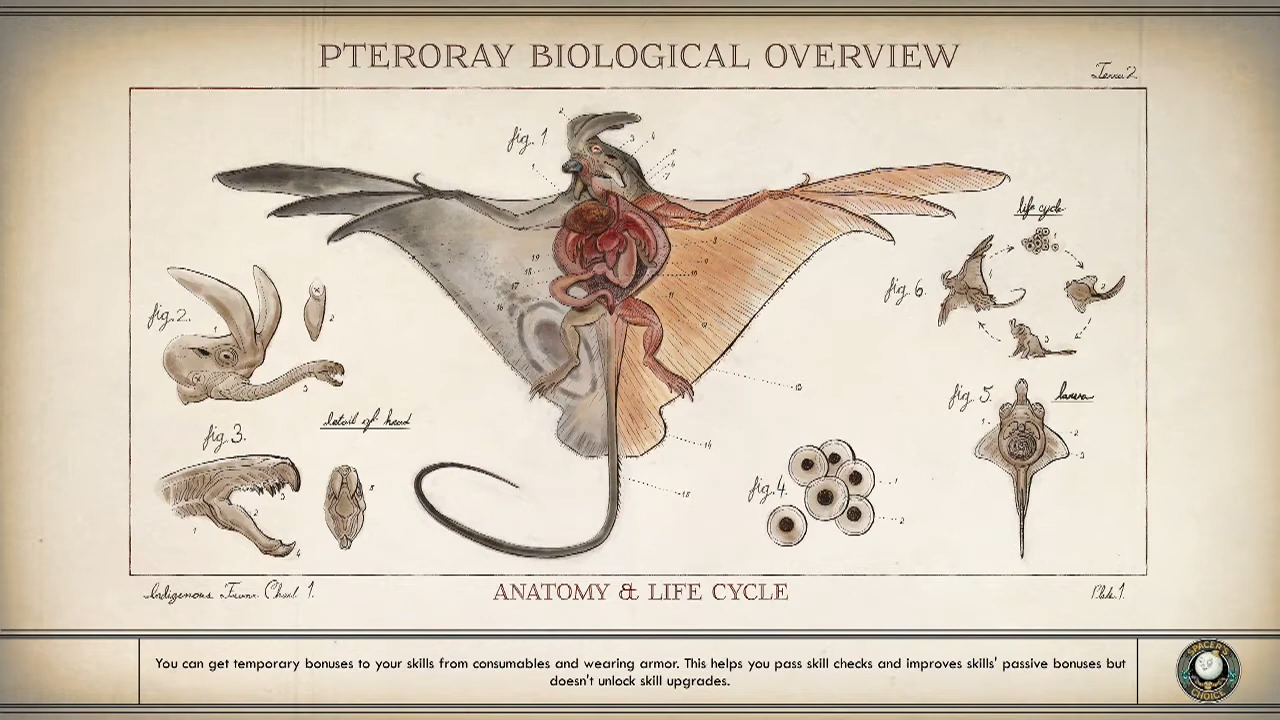 PTERORAY BIOLOGICAL OVERVIEW
Terra 2
fig. 1
life cycle
fig. 6.
fig. 2.
fig. 5.
larva
detail of head
fig. 3.
fig. 4.
Indigenous Fauna Chart 1.
ANATOMY & LIFE CYCLE
Plate 1.
You can get temporary bonuses to your skills from consumables and wearing armor. This helps you pass skill checks and improves skills' passive bonuses but
doesn't unlock skill upgrades.
SPACER'S
CHOICE